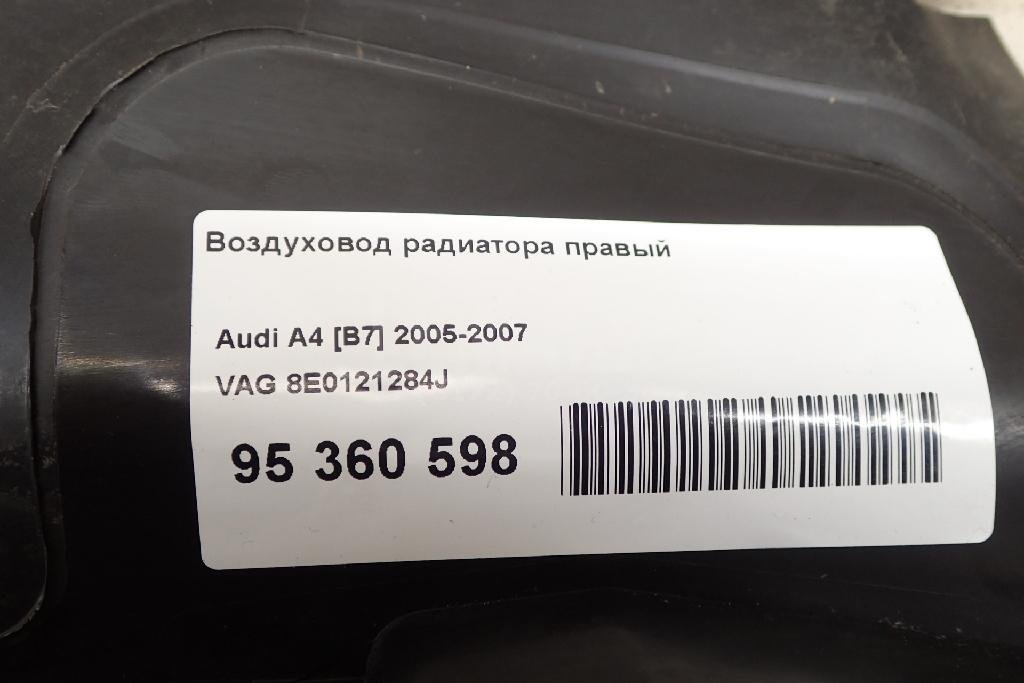 Воздуховод радиатора правый
Audi A4 [B7] 2005-2007
VAG 8E0121284J
95 360 598